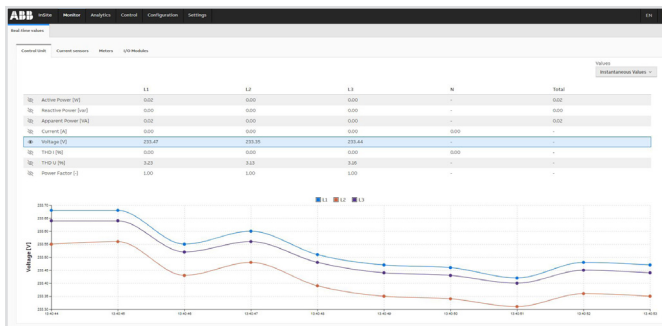 ABB InSite Monitor Analytics Control Configuration Settings EN
Real-time values
Control Unit Current sensors Meters I/O Modules
Values
Instantaneous Values
L1 L2 L3 N Total
Active Power [W] 0.02 0.00 0.00 - 0.02
Reactive Power [var] 0.00 0.00 0.00 - 0.00
Apparent Power [VA] 0.02 0.00 0.00 - 0.02
Current [A] 0.00 0.00 0.00 0.00 -
Voltage [V] 233.47 233.35 233.44 - -
THD I [%] 0.00 0.00 0.00 0.00 -
THD U [%] 3.23 3.13 3.16 - -
Power Factor [-] 1.00 1.00 1.00 - -
L1 L2 L3
Voltage [V]